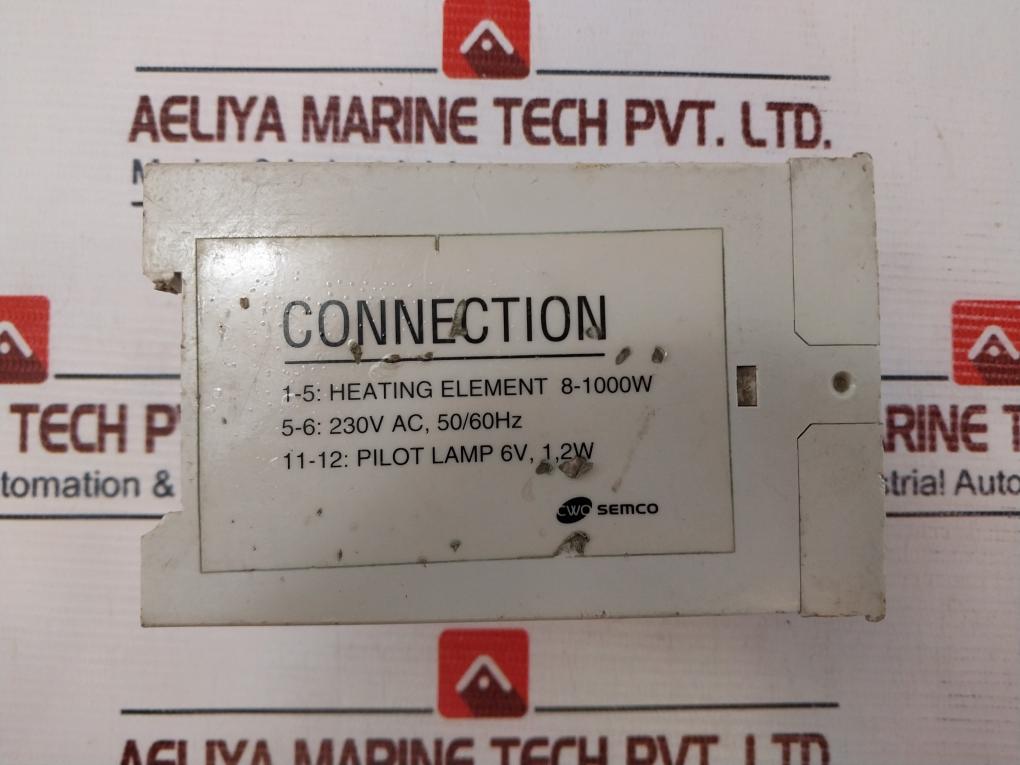 AELIYA MARINE TECH PVT. LTD.
CONNECTION
1-5: HEATING ELEMENT 8-1000W
5-6: 230V AC, 50/60Hz
11-12: PILOT LAMP 6V, 1,2W
SEMCO
TECH P
tomation &
RINE T
strial Auto
AELIYA MARINE TECH PVT. LTD.